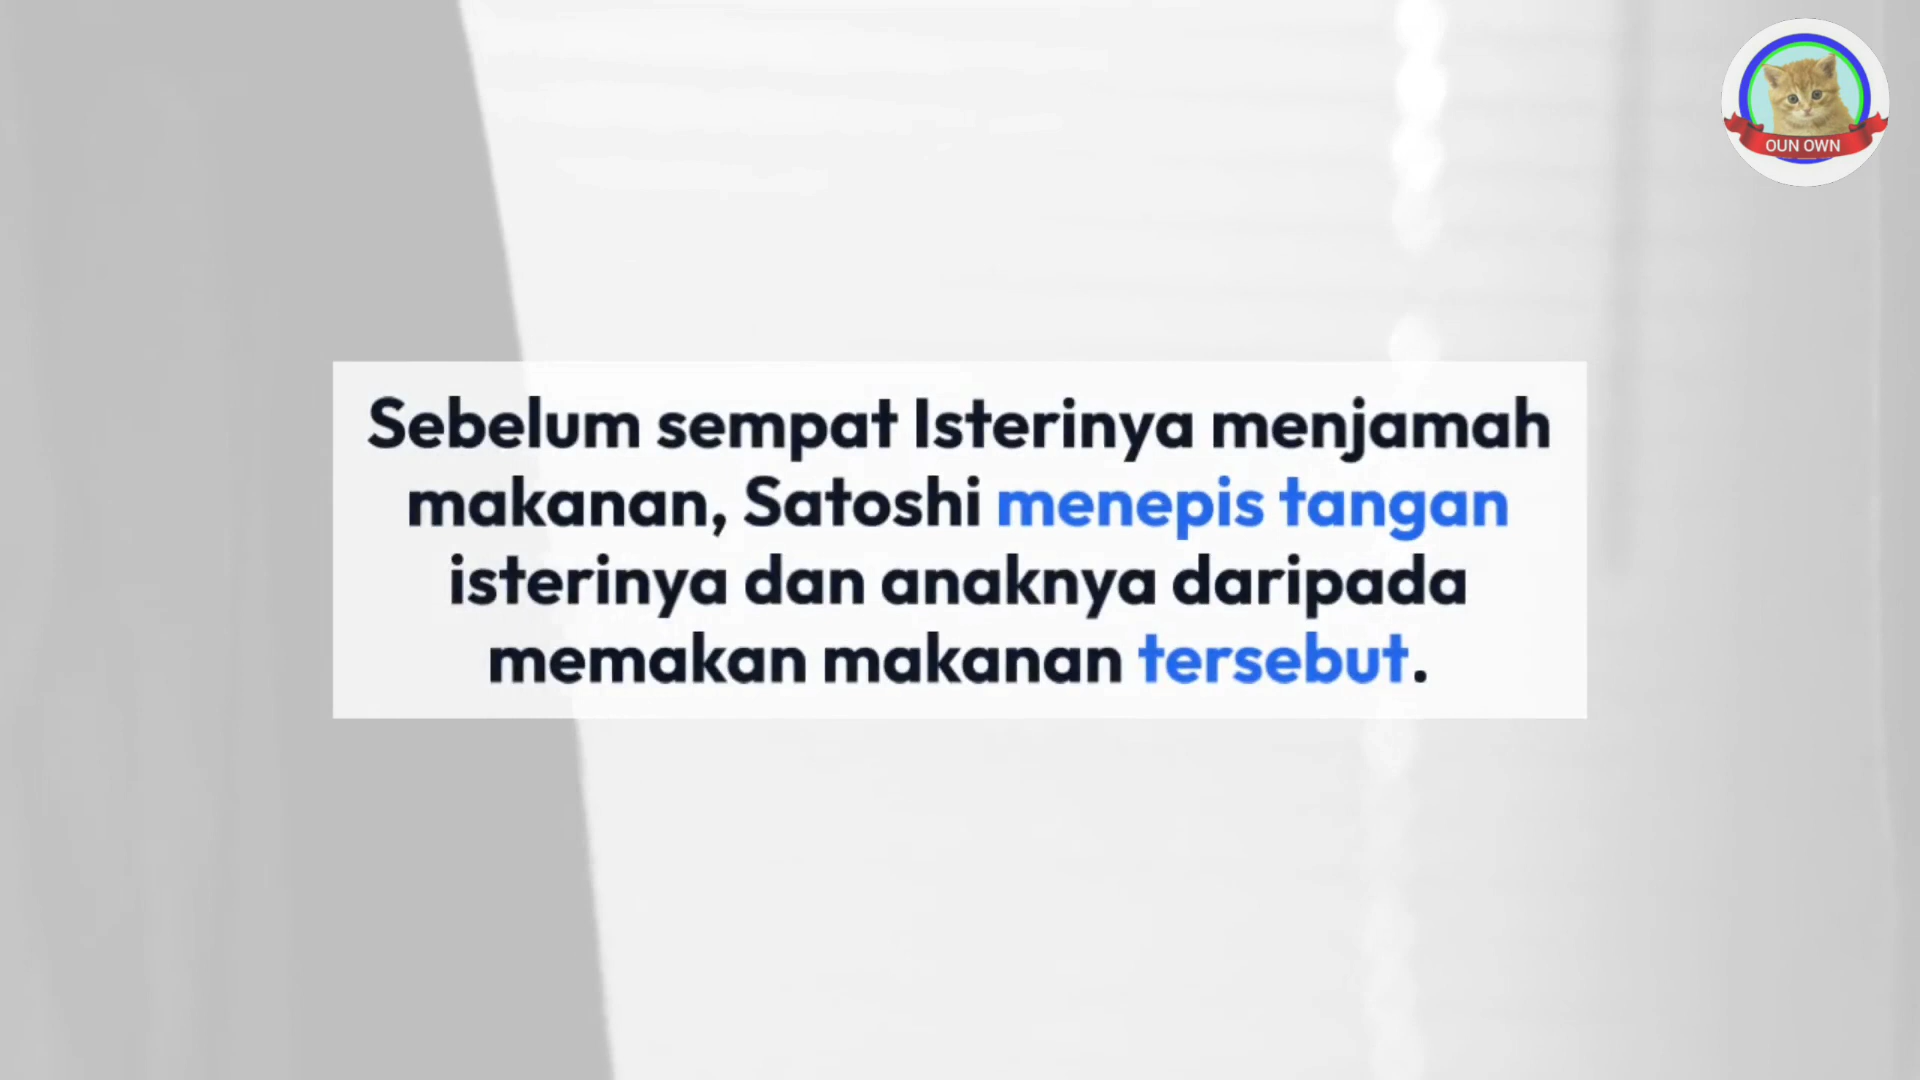 OUN OWN
Sebelum sempat Isterinya menjamah
makanan, Satoshi menepis tangan
isterinya dan anaknya daripada
memakan makanan tersebut.